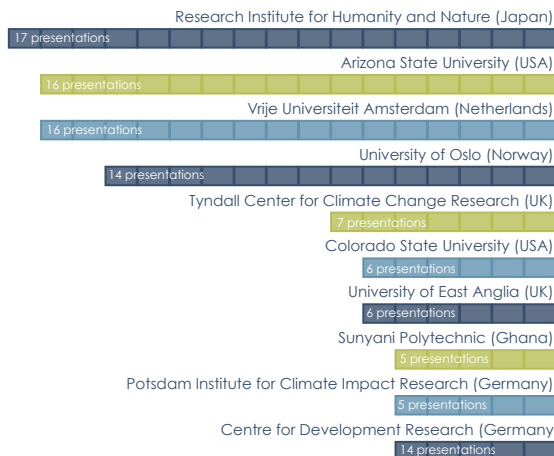 Research Institute for Humanity and Nature (Japan)
17 presentations
Arizona State University (USA)
16 presentations
Vrije Universiteit Amsterdam (Netherlands)
16 presentations
University of Oslo (Norway)
14 presentations
Tyndall Center for Climate Change Research (UK)
7 presentations
Colorado State University (USA)
6 presentations
University of East Anglia (UK)
6 presentations
Sunyani Polytechnic (Ghana)
5 presentations
Potsdam Institute for Climate Impact Research (Germany)
5 presentations
Centre for Development Research (Germany
14 presentations